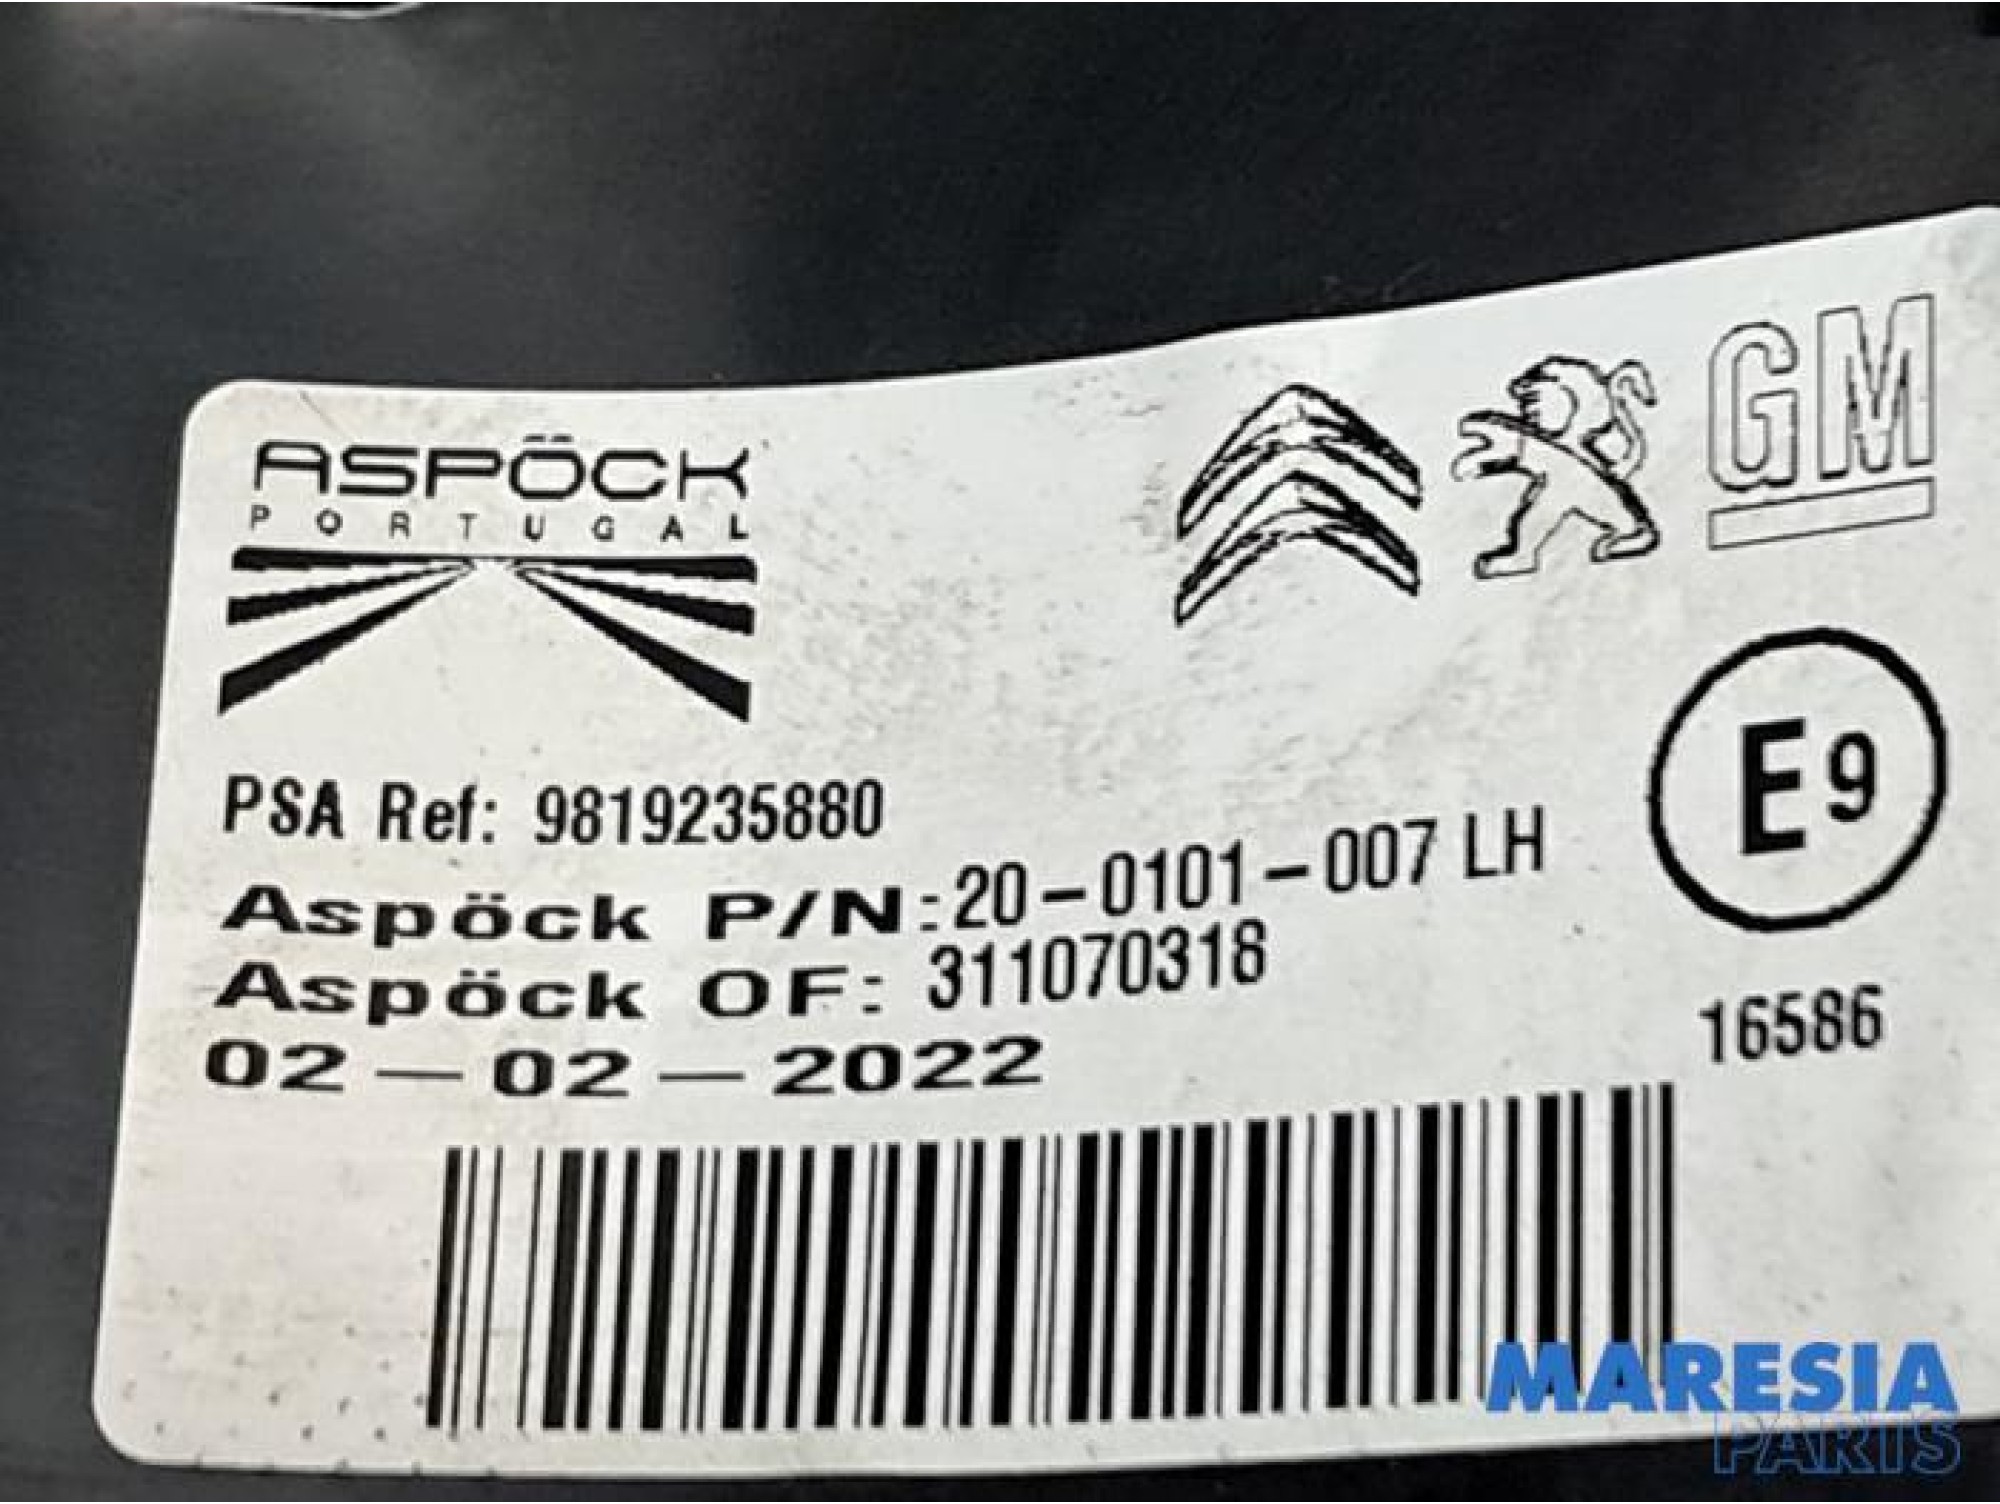 ASPÖCK
PORTUGAL
GM
PSA Ref: 9819235880
E9
Aspöck P/N: 20-0101-007 LH
Aspöck OF: 311070318
02-02-2022
16586
MARESIA
PARTS